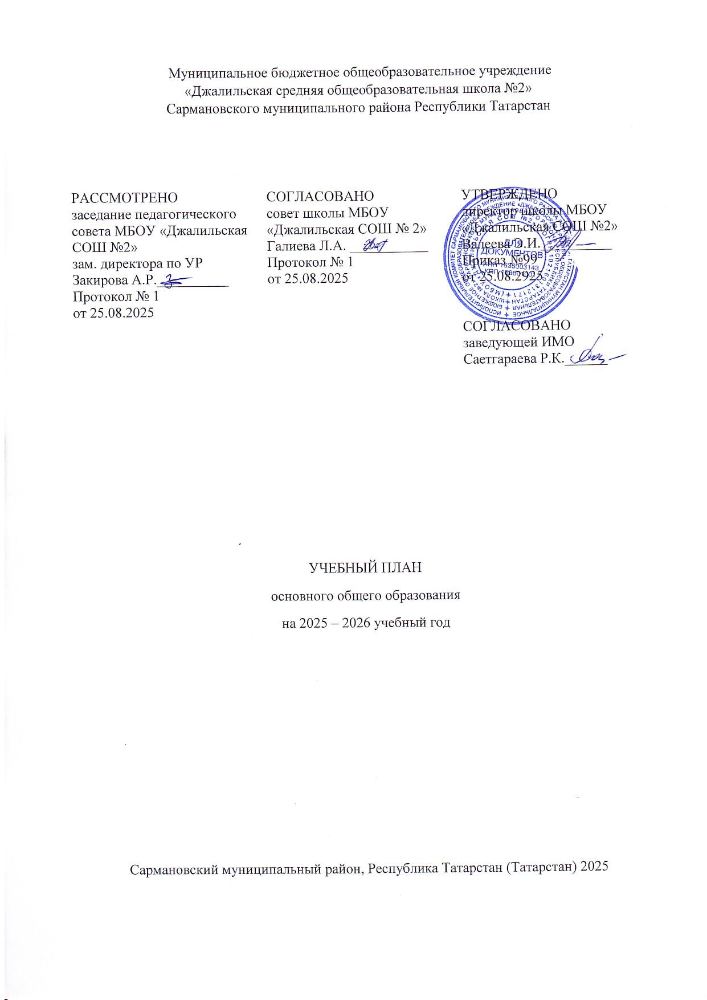 Муниципальное бюджетное общеобразовательное учреждение
«Джалильская средняя общеобразовательная школа №2»
Сармановского муниципального района Республики Татарстан
РАССМОТРЕНО
заседание педагогического
совета МБОУ «Джалильская
СОШ №2»
зам. директора по УР
Закирова А.Р.
Протокол № 1
от 25.08.2025
СОГЛАСОВАНО
совет школы МБОУ
«Джалильская СОШ № 2»
Галиева Л.А.
Протокол № 1
от 25.08.2025
УТВЕРЖДЕНО
директор школы МБОУ
«Джалильская СОШ №2»
Валеева Э.И.
Приказ №99
от 25.08.2925
ДЛЯ
ДОКУМЕНТОВ
ИНН 1635003143
СОГЛАСОВАНО
заведующей ИМО
Саетгараева Р.К.
УЧЕБНЫЙ ПЛАН
основного общего образования
на 2025 – 2026 учебный год
Сармановский муниципальный район, Республика Татарстан (Татарстан) 2025